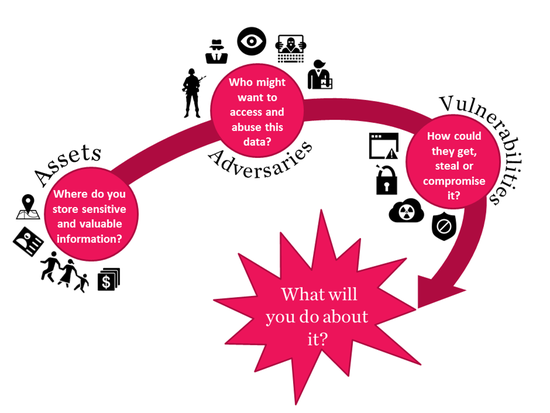 Assets
Where do you
store sensitive
and valuable
information?
$
Who might
want to
access and
abuse this
data?
Adversaries
Vulnerabilities
How could
they get,
steal or
compromise
it?
What will
you do about
it?